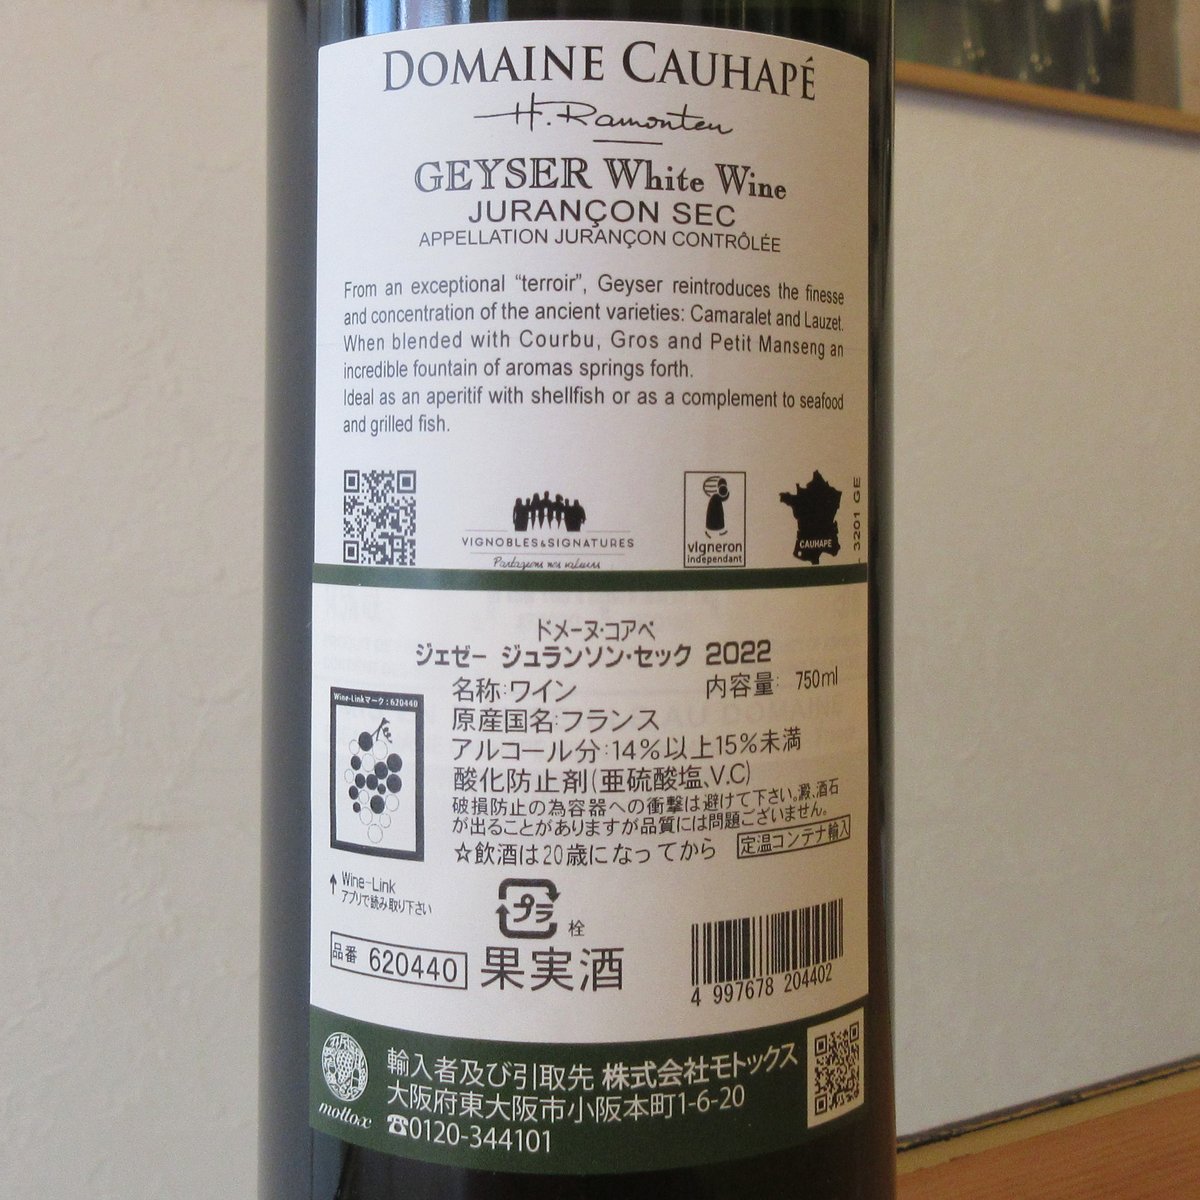 DOMAINE CAUHAPÉ
H. Ramonteu
GEYSER White Wine
JURANÇON SEC
APPELLATION JURANÇON CONTRÔLÉE
From an exceptional “terroir”, Geyser reintroduces the finesse
and concentration of the ancient varieties: Camaralet and Lauzet.
When blended with Courbu, Gros and Petit Manseng an
incredible fountain of aromas springs forth.
Ideal as an aperitif with shellfish or as a complement to seafood
and grilled fish.
VIGNOBLES & SIGNATURES
Partageons nos valeurs
vigneron
independant
CAUHAPÉ
3201 GE
ドメーヌ・コアペ
ジェゼー ジュランソン・セック 2022
名称:ワイン 内容量: 750ml
原産国名:フランス
アルコール分:14%以上15%未満
酸化防止剤(亜硫酸塩、V.C)
破損防止の為容器への衝撃は避けて下さい。澱、酒石
が出ることがありますが品質には問題ございません。
☆飲酒は20歳になってから 定温コンテナ輸入
Wine-Linkマーク:620440
↑ Wine-Link
アプリで読み取り下さい
プラ 栓
品番 620440 果実酒
4 997678 204402
輸入者及び引取先 株式会社モトックス
大阪府東大阪市小阪本町1-6-20
☎0120-344101
mottox